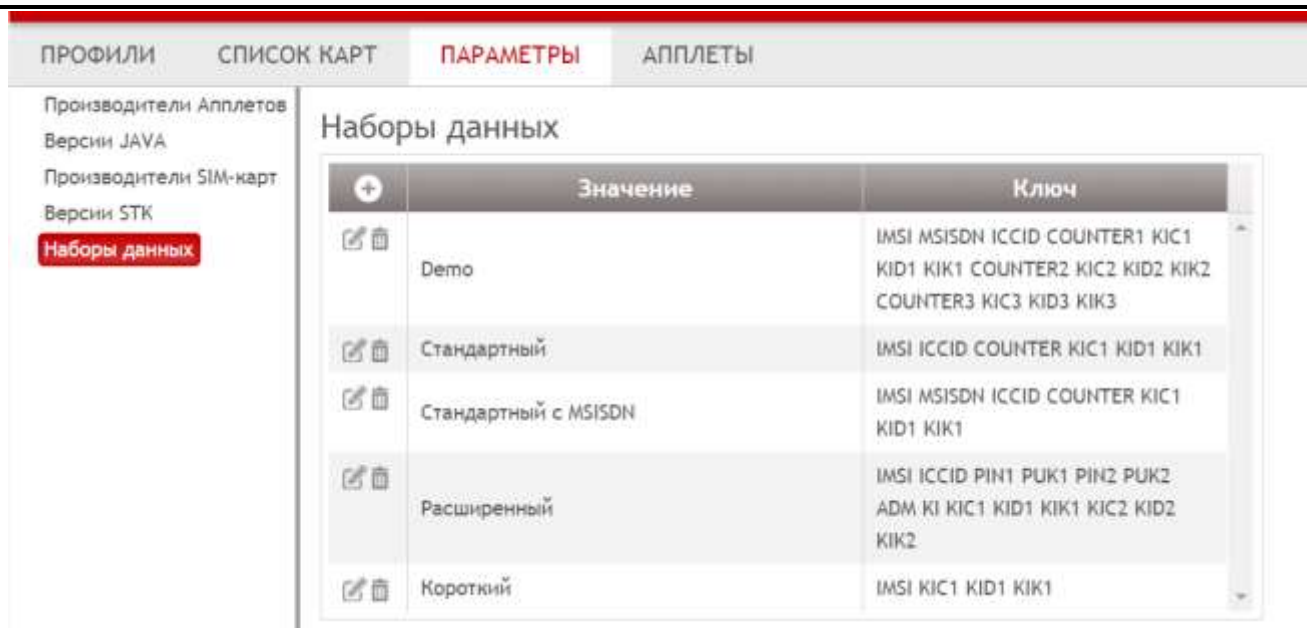 ПРОФИЛИ СПИСОК КАРТ ПАРАМЕТРЫ АППЛЕТЫ
Производители Апплетов
Версии JAVA
Производители SIM-карт
Версии STK
Наборы данных
Наборы данных
Значение Ключ
Demo
IMSI MSISDN ICCID COUNTER1 KIC1
KID1 KIK1 COUNTER2 KIC2 KID2 KIK2
COUNTER3 KIC3 KID3 KIK3
Стандартный
IMSI ICCID COUNTER KIC1 KID1 KIK1
Стандартный с MSISDN
IMSI MSISDN ICCID COUNTER KIC1
KID1 KIK1
Расширенный
IMSI ICCID PIN1 PUK1 PIN2 PUK2
ADM KI KIC1 KID1 KIK1 KIC2 KID2
KIK2
Короткий
IMSI KIC1 KID1 KIK1